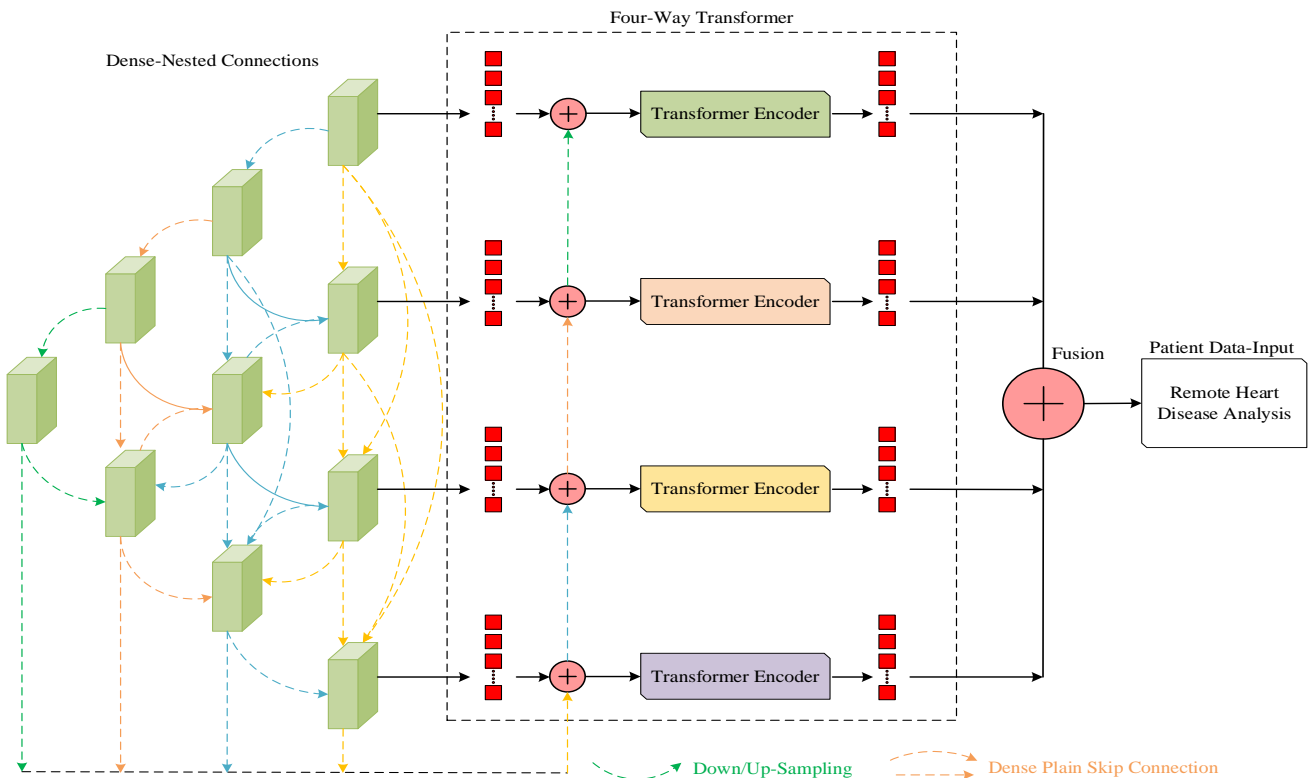 Four-Way Transformer
Dense-Nested Connections
Transformer Encoder
Transformer Encoder
Fusion
Patient Data-Input
Remote Heart
Disease Analysis
Transformer Encoder
Transformer Encoder
Down/Up-Sampling
Dense Plain Skip Connection